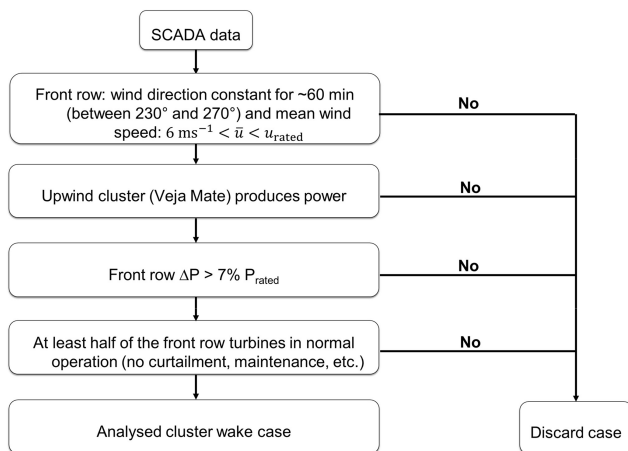 SCADA data
Front row: wind direction constant for ~60 min
(between 230° and 270°) and mean wind
speed: 6 ms⁻¹ < ū < u_rated
No
Upwind cluster (Veja Mate) produces power
No
Front row ΔP > 7% P_rated
No
At least half of the front row turbines in normal
operation (no curtailment, maintenance, etc.)
No
Analysed cluster wake case
Discard case